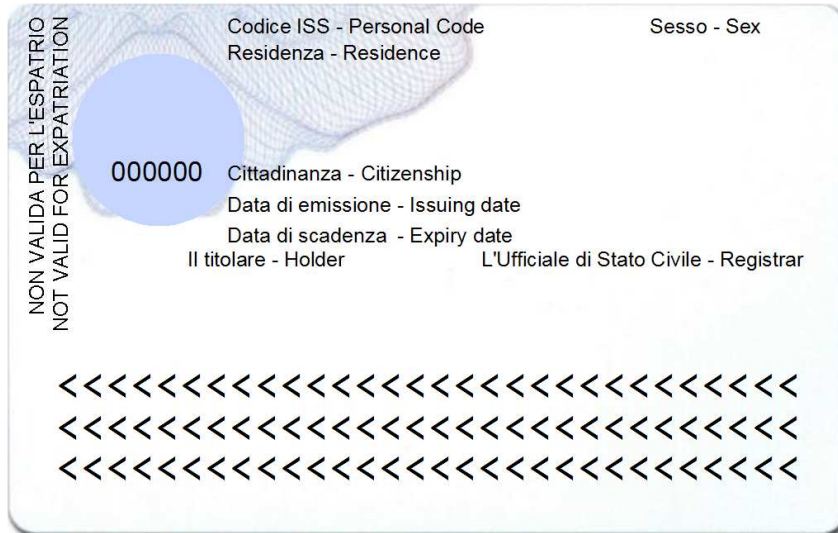 NON VALIDA PER L'ESPATRIO
NOT VALID FOR EXPATRIATION
Codice ISS - Personal Code Sesso - Sex
Residenza - Residence
000000 Cittadinanza - Citizenship
Data di emissione - Issuing date
Data di scadenza - Expiry date
Il titolare - Holder L'Ufficiale di Stato Civile - Registrar
<<<<<<<<<<<<<<<<<<<<<<<<<<<<<<
<<<<<<<<<<<<<<<<<<<<<<<<<<<<<<
<<<<<<<<<<<<<<<<<<<<<<<<<<<<<<